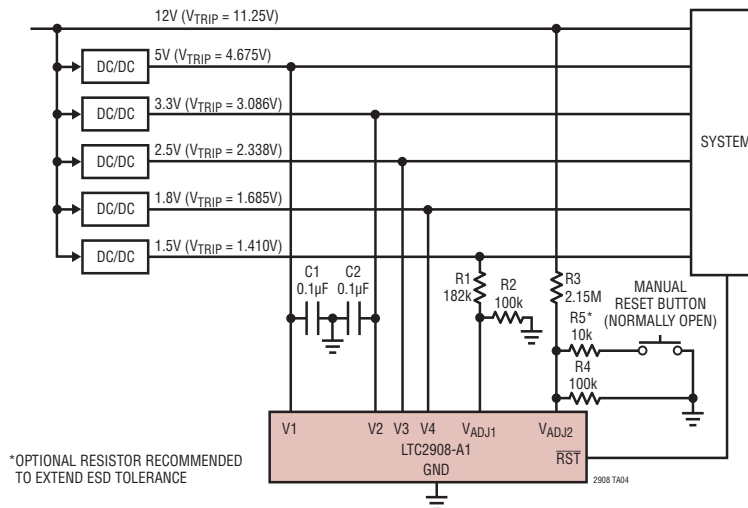 12V (VTRIP = 11.25V)
5V (VTRIP = 4.675V)
DC/DC
3.3V (VTRIP = 3.086V)
DC/DC
2.5V (VTRIP = 2.338V)
DC/DC
SYSTEM
1.8V (VTRIP = 1.685V)
DC/DC
1.5V (VTRIP = 1.410V)
DC/DC
C1
0.1µF
C2
0.1µF
R1
182k
R2
100k
R3
2.15M
MANUAL
RESET BUTTON
(NORMALLY OPEN)
R5*
10k
R4
100k
V1
V2
V3
V4
VADJ1
VADJ2
LTC2908-A1
RST
GND
*OPTIONAL RESISTOR RECOMMENDED
TO EXTEND ESD TOLERANCE
2908 TA04